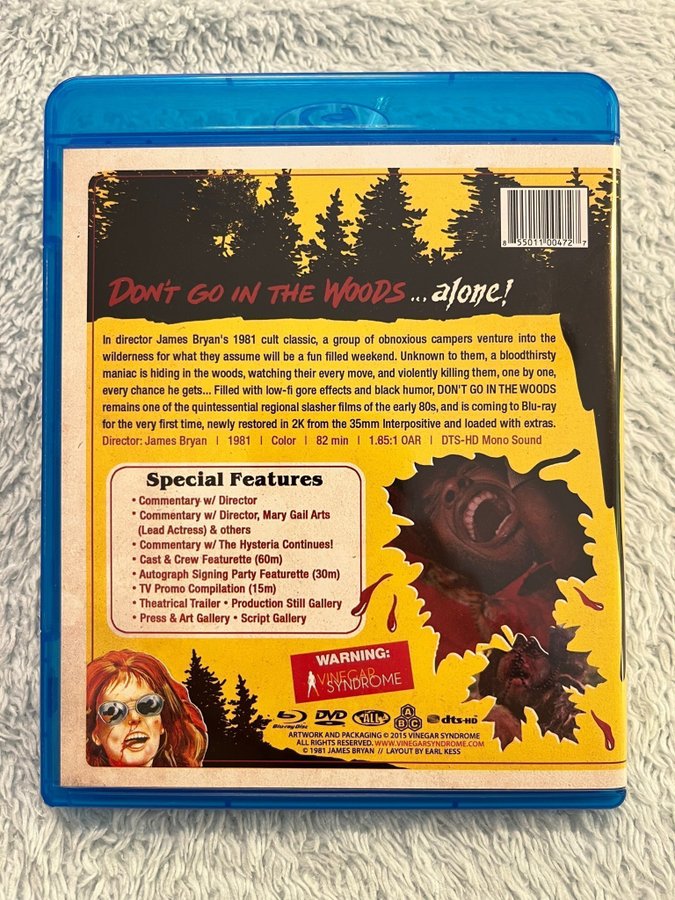 8 55011 00472 7
DON'T GO IN THE WOODS ...alone!
In director James Bryan's 1981 cult classic, a group of obnoxious campers venture into the
wilderness for what they assume will be a fun filled weekend. Unknown to them, a bloodthirsty
maniac is hiding in the woods, watching their every move, and violently killing them, one by one,
every chance he gets... Filled with low-fi gore effects and black humor, DON'T GO IN THE WOODS
remains one of the quintessential regional slasher films of the early 80s, and is coming to Blu-ray
for the very first time, newly restored in 2K from the 35mm Interpositive and loaded with extras.
Director: James Bryan | 1981 | Color | 82 min | 1.85:1 OAR | DTS-HD Mono Sound
Special Features
• Commentary w/ Director
• Commentary w/ Director, Mary Gail Arts
(Lead Actress) & others
• Commentary w/ The Hysteria Continues!
• Cast & Crew Featurette (60m)
• Autograph Signing Party Featurette (30m)
• TV Promo Compilation (15m)
• Theatrical Trailer • Production Still Gallery
• Press & Art Gallery • Script Gallery
WARNING:
VINEGAR
SYNDROME
Blu-ray Disc DVD VIDEO ALL ABC dts-HD
ARTWORK AND PACKAGING © 2015 VINEGAR SYNDROME
ALL RIGHTS RESERVED. WWW.VINEGARSYNDROME.COM
© 1981 JAMES BRYAN // LAYOUT BY EARL KESS